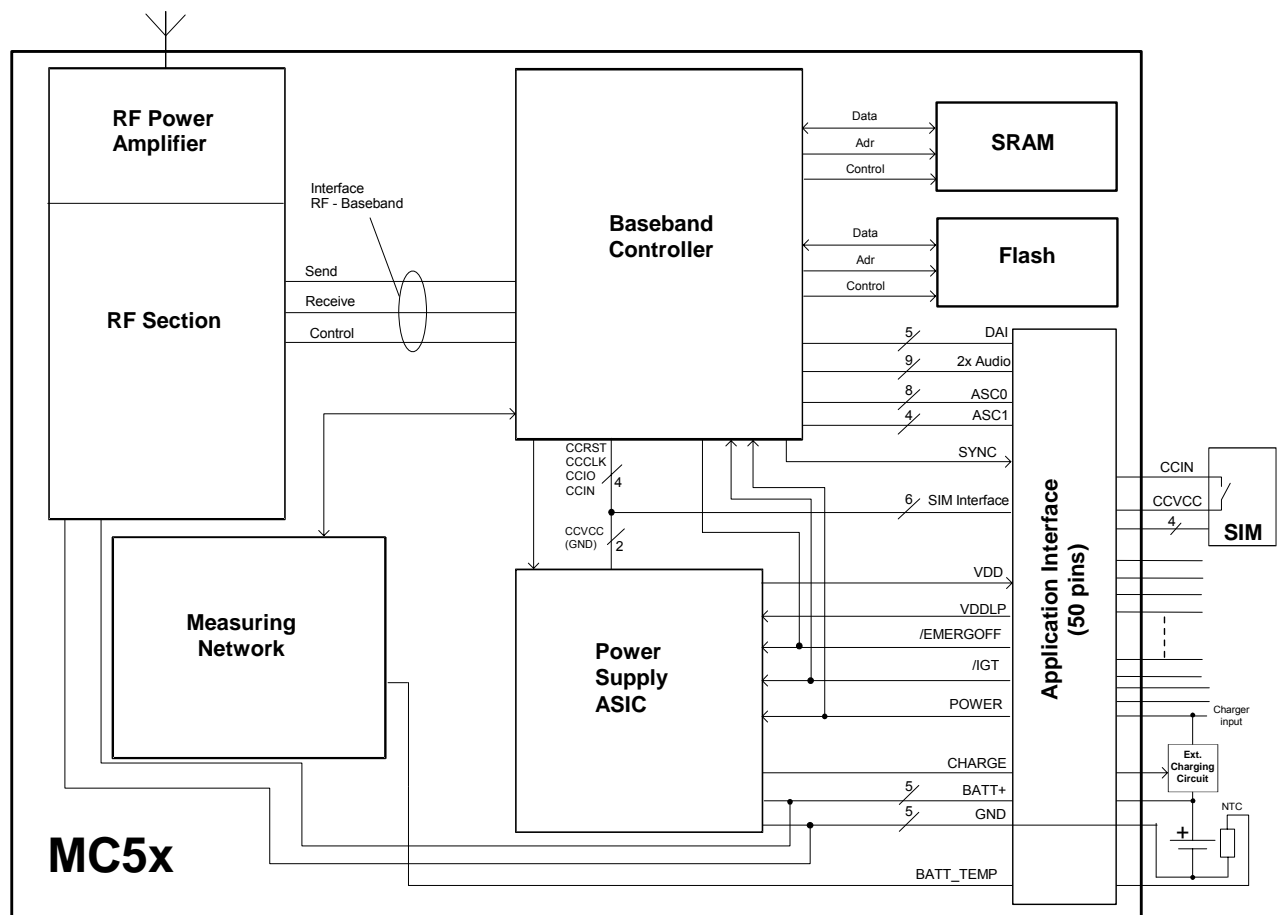 RF Power
Amplifier
Interface
RF - Baseband
Send
Receive
Control
RF Section
Baseband
Controller
Data
Adr
Control
SRAM
Data
Adr
Control
Flash
5
DAI
9
2x Audio
8
ASC0
4
ASC1
SYNC
CCRST
CCCLK
CCIO
CCIN
4
6
SIM Interface
CCVCC
(GND)
2
Measuring
Network
Power
Supply
ASIC
VDD
VDDLP
/EMERGOFF
/IGT
POWER
CHARGE
5
BATT+
5
GND
BATT_TEMP
Application Interface
(50 pins)
CCIN
CCVCC
4
SIM
Charger
input
Ext.
Charging
Circuit
NTC
+
MC5x